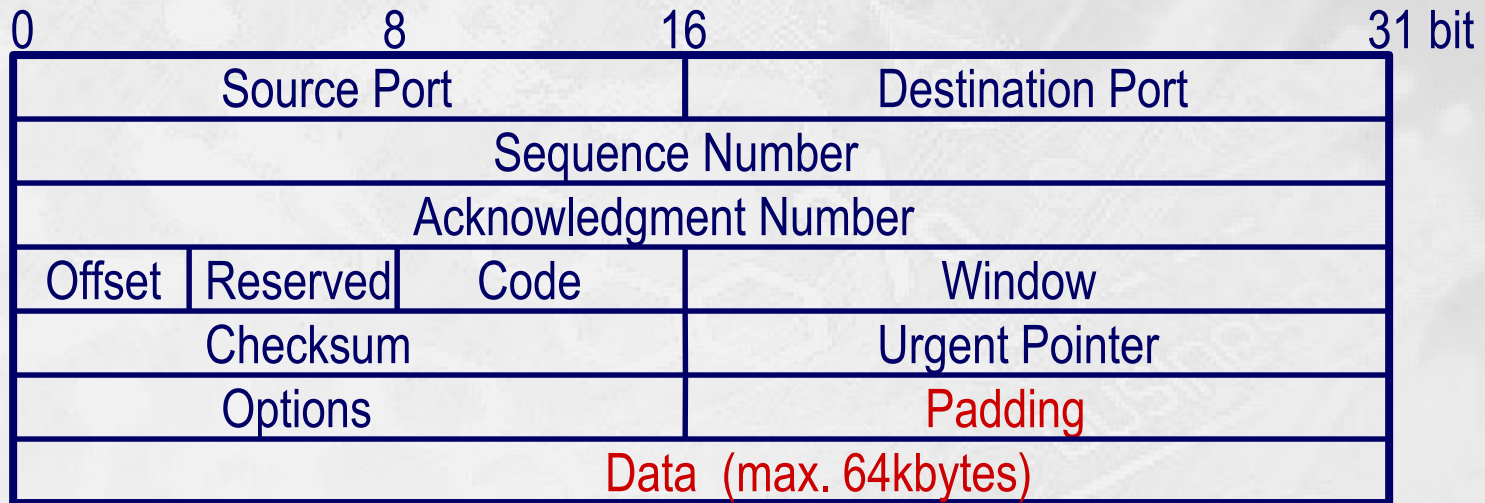 0 8 16 31 bit
Source Port Destination Port
Sequence Number
Acknowledgment Number
Offset Reserved Code Window
Checksum Urgent Pointer
Options Padding
Data (max. 64kbytes)